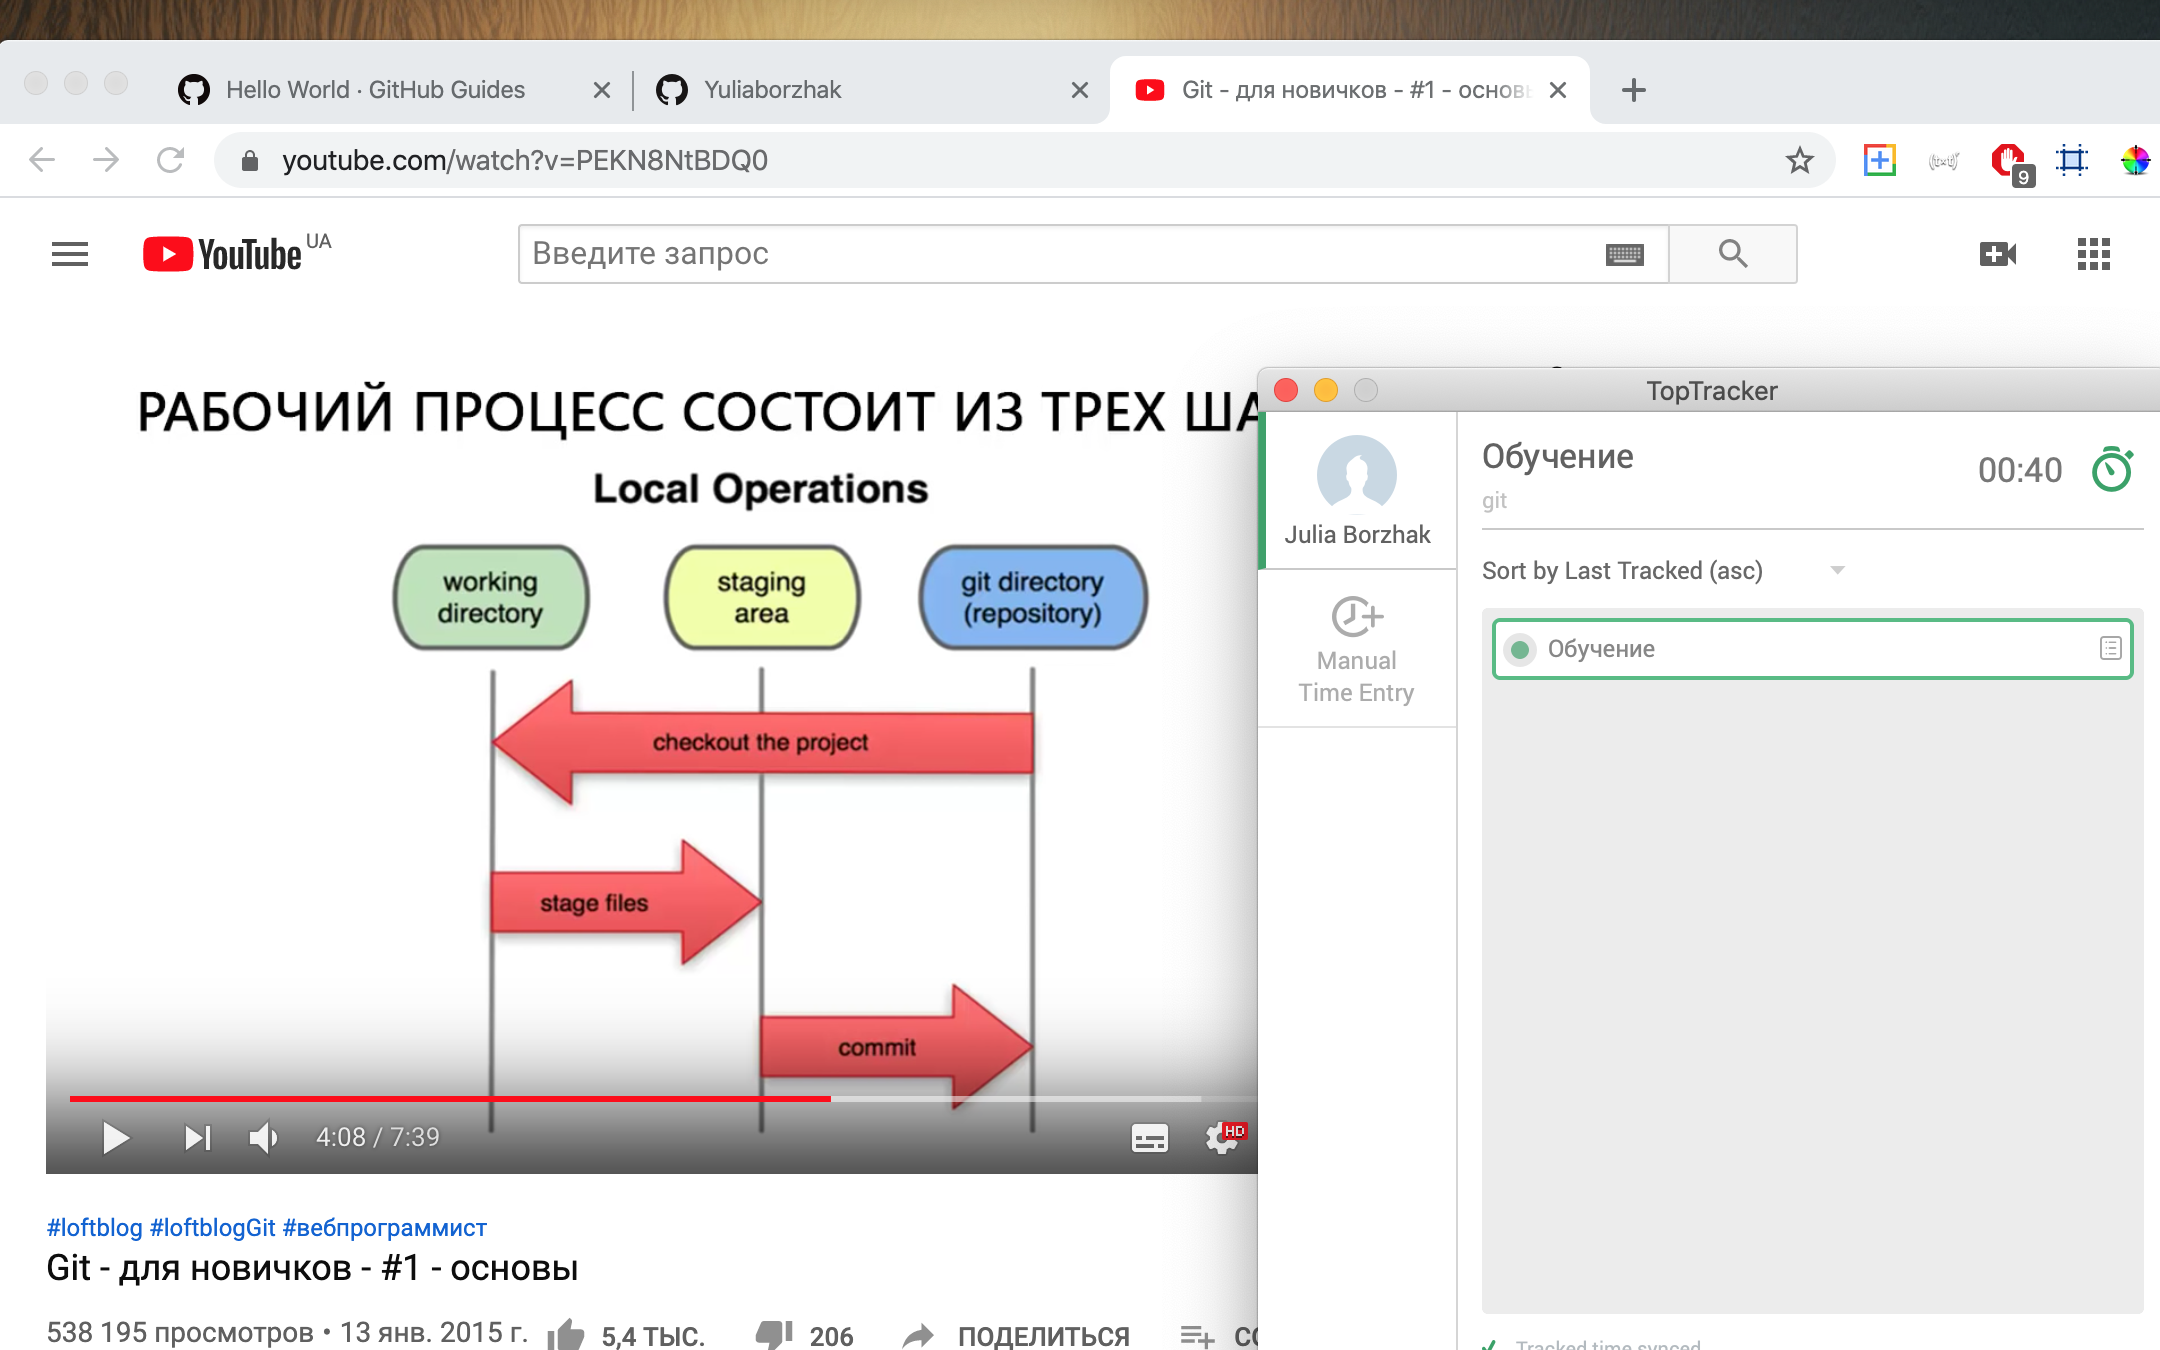 Hello World · GitHub Guides
Yuliaborzhak
Git - для новичков - #1 - основы
youtube.com/watch?v=PEKN8NtBDQ0
(txt)
9
YouTube UA
Введите запрос
РАБОЧИЙ ПРОЦЕСС СОСТОИТ ИЗ ТРЕХ ША
Local Operations
working
directory
staging
area
git directory
(repository)
checkout the project
stage files
commit
4:08 / 7:39
HD
#loftblog #loftblogGit #вебпрограммист
Git - для новичков - #1 - основы
538 195 просмотров • 13 янв. 2015 г.
5,4 ТЫС.
206
ПОДЕЛИТЬСЯ
TopTracker
Julia Borzhak
Manual
Time Entry
Обучение
git
00:40
Sort by Last Tracked (asc)
Обучение
Tracked time synced